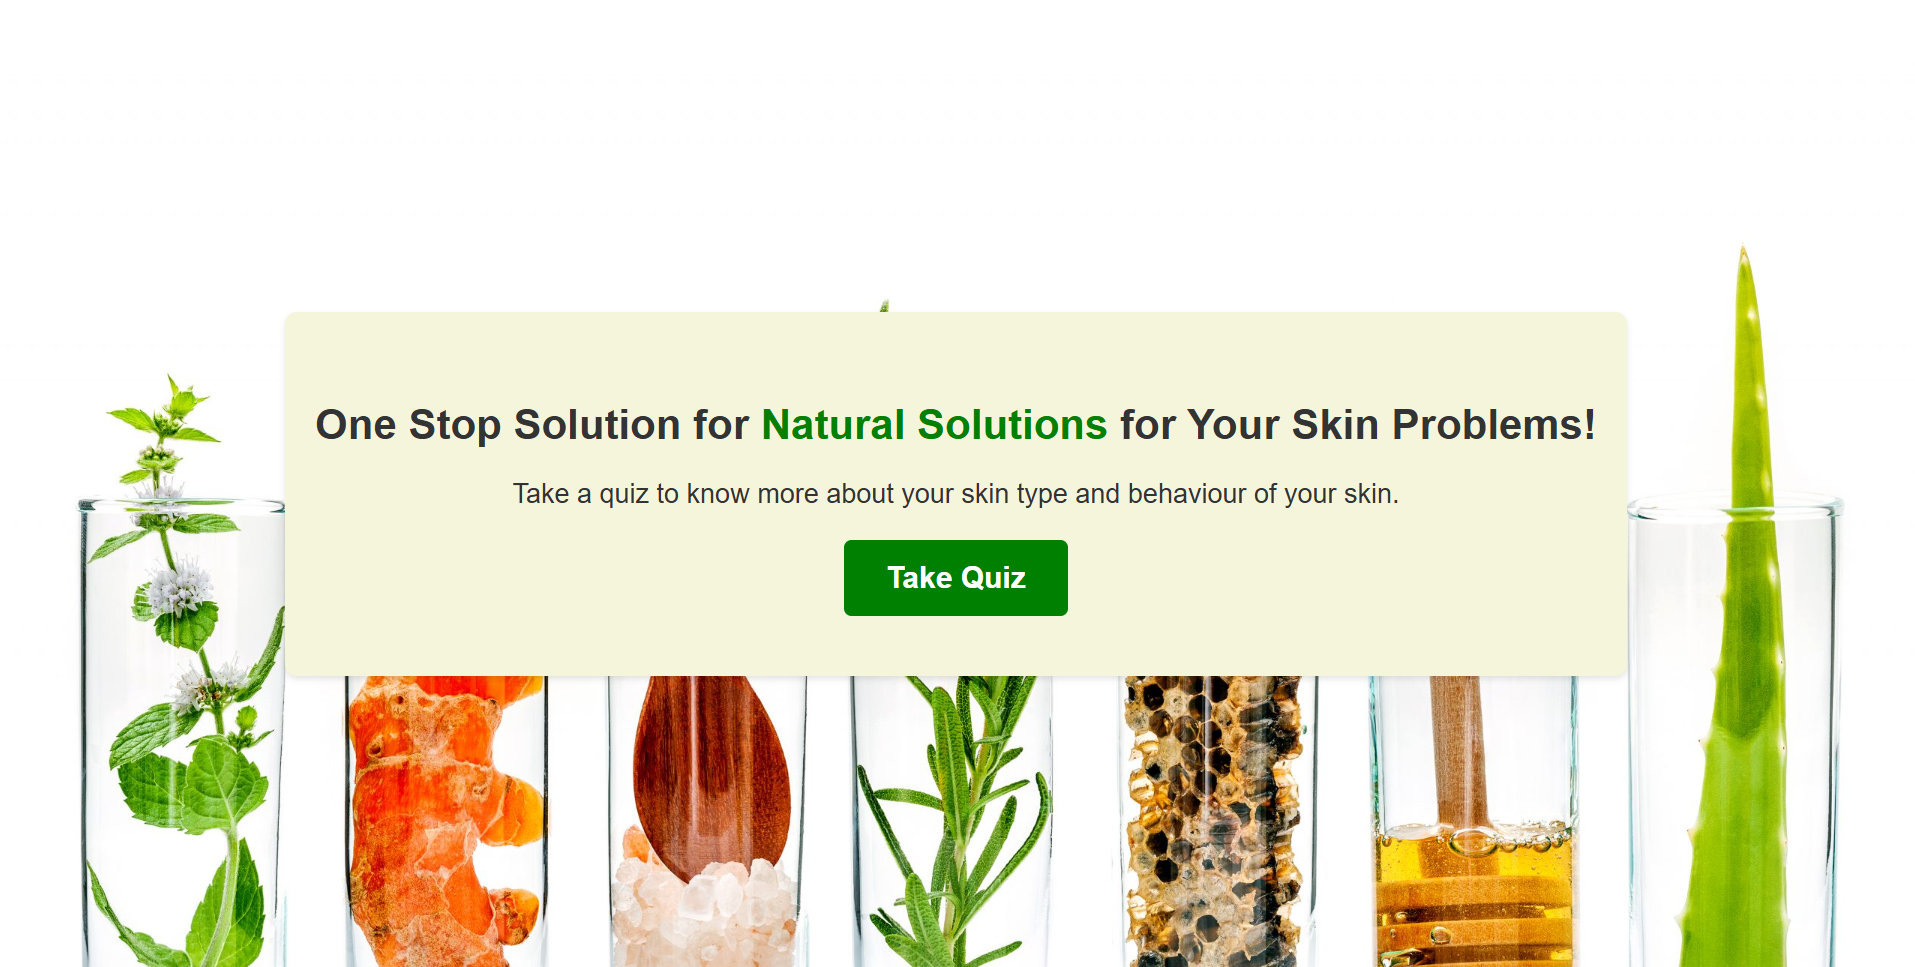 One Stop Solution for Natural Solutions for Your Skin Problems!
Take a quiz to know more about your skin type and behaviour of your skin.
Take Quiz